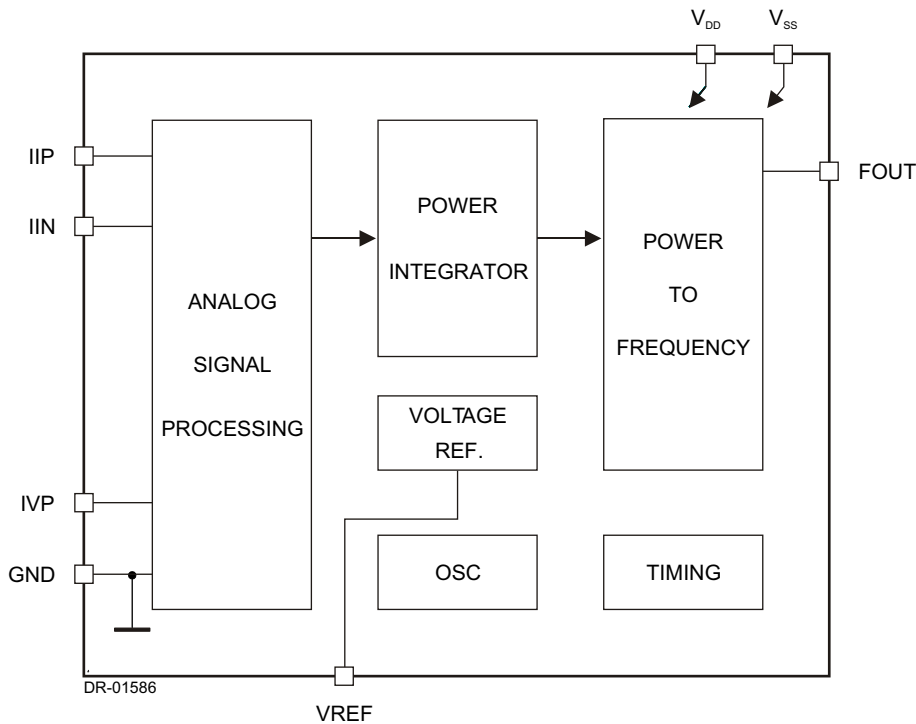 VDD
VSS
IIP
IIN
IVP
GND
ANALOG
SIGNAL
PROCESSING
POWER
INTEGRATOR
POWER
TO
FREQUENCY
FOUT
VOLTAGE
REF.
OSC
TIMING
DR-01586
VREF